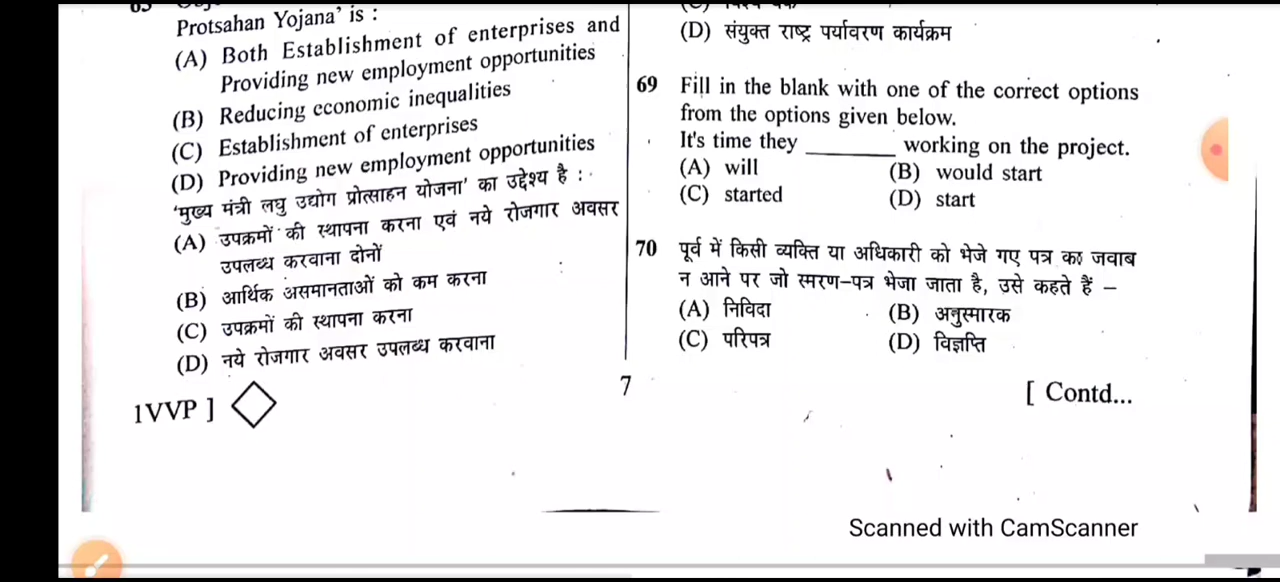 Protsahan Yojana' is :
(A) Both Establishment of enterprises and
Providing new employment opportunities
(B) Reducing economic inequalities
(C) Establishment of enterprises
(D) Providing new employment opportunities
'मुख्य मंत्री लघु उद्योग प्रोत्साहन योजना' का उद्देश्य है :
(A) उपक्रमों की स्थापना करना एवं नये रोजगार अवसर
उपलब्ध करवाना दोनों
(B) आर्थिक असमानताओं को कम करना
(C) उपक्रमों की स्थापना करना
(D) नये रोजगार अवसर उपलब्ध करवाना
(D) संयुक्त राष्ट्र पर्यावरण कार्यक्रम
69 Fill in the blank with one of the correct options
from the options given below.
It's time they ________ working on the project.
(A) will (B) would start
(C) started (D) start
70 पूर्व में किसी व्यक्ति या अधिकारी को भेजे गए पत्र का जवाब
न आने पर जो स्मरण-पत्र भेजा जाता है, उसे कहते हैं –
(A) निविदा (B) अनुस्मारक
(C) परिपत्र (D) विज्ञप्ति
1VVP ] 7 [ Contd...
Scanned with CamScanner